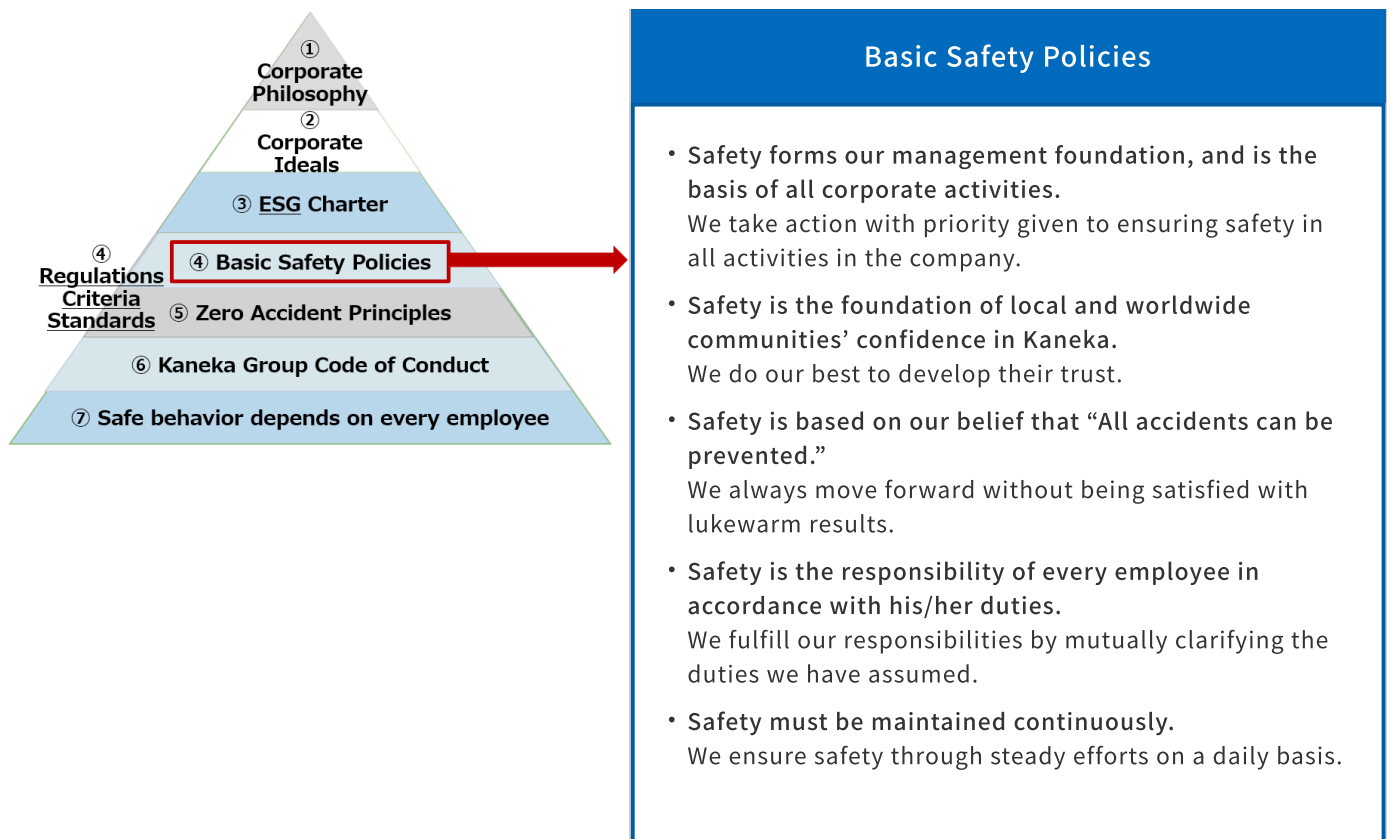 ①
Corporate
Philosophy
②
Corporate
Ideals
③ ESG Charter
④
Regulations
Criteria
Standards
④ Basic Safety Policies
⑤ Zero Accident Principles
⑥ Kaneka Group Code of Conduct
⑦ Safe behavior depends on every employee
Basic Safety Policies
・Safety forms our management foundation, and is the
basis of all corporate activities.
We take action with priority given to ensuring safety in
all activities in the company.
・Safety is the foundation of local and worldwide
communities’ confidence in Kaneka.
We do our best to develop their trust.
・Safety is based on our belief that “All accidents can be
prevented.”
We always move forward without being satisfied with
lukewarm results.
・Safety is the responsibility of every employee in
accordance with his/her duties.
We fulfill our responsibilities by mutually clarifying the
duties we have assumed.
・Safety must be maintained continuously.
We ensure safety through steady efforts on a daily basis.